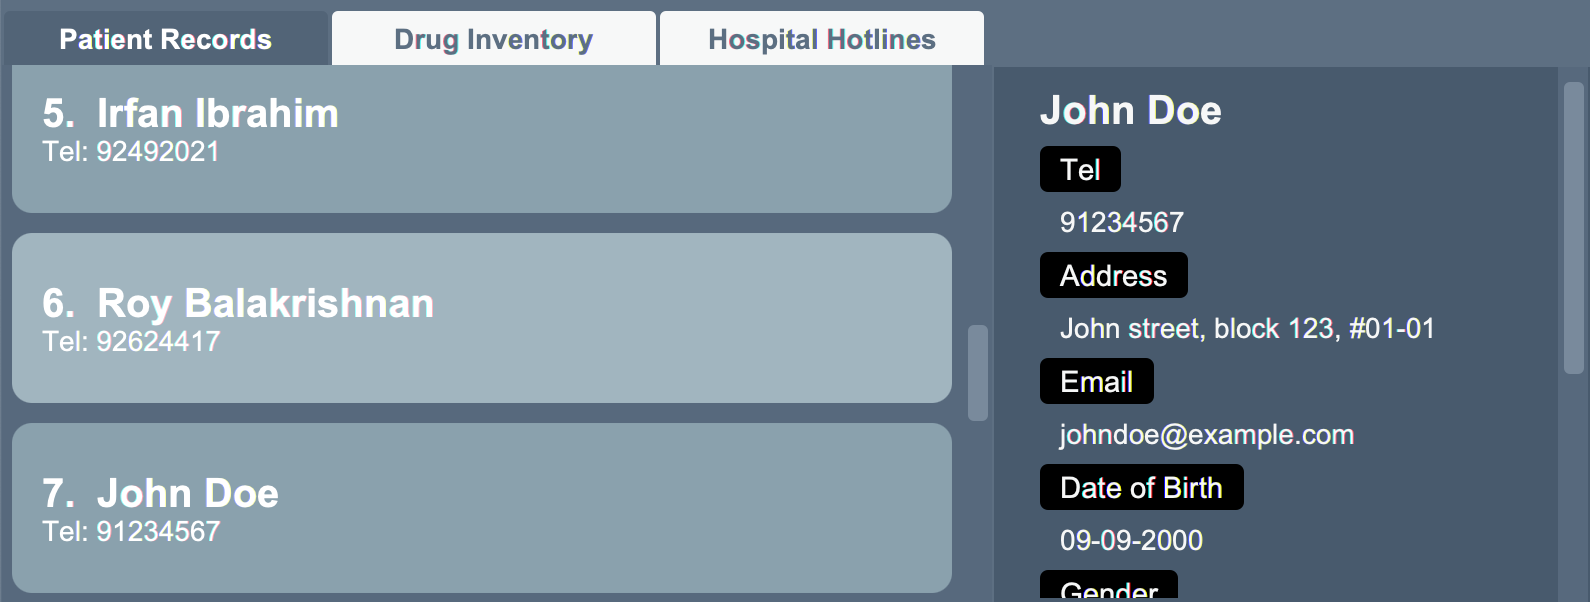 Patient Records
Drug Inventory
Hospital Hotlines
5. Irfan Ibrahim
Tel: 92492021
6. Roy Balakrishnan
Tel: 92624417
7. John Doe
Tel: 91234567
John Doe
Tel
91234567
Address
John street, block 123, #01-01
Email
johndoe@example.com
Date of Birth
09-09-2000
Gender